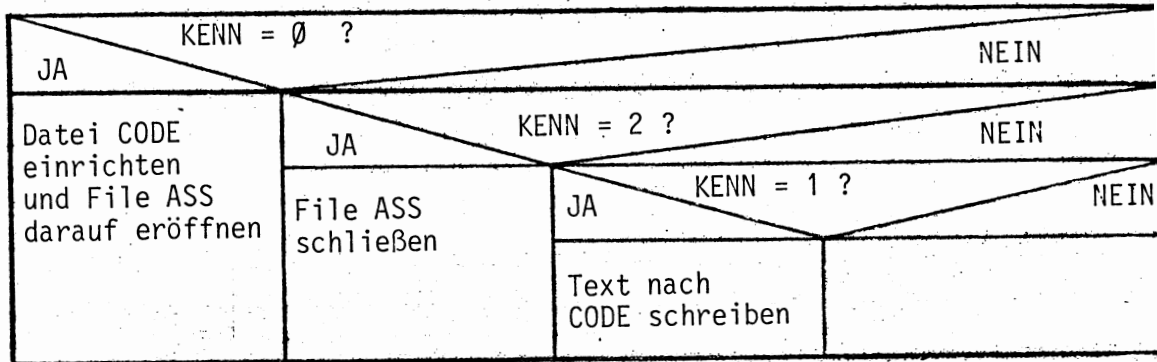 KENN = Ø ?
JA
NEIN
Datei CODE
einrichten
und File ASS
darauf eröffnen
KENN = 2 ?
JA
NEIN
File ASS
schließen
KENN = 1 ?
JA
NEIN
Text nach
CODE schreiben